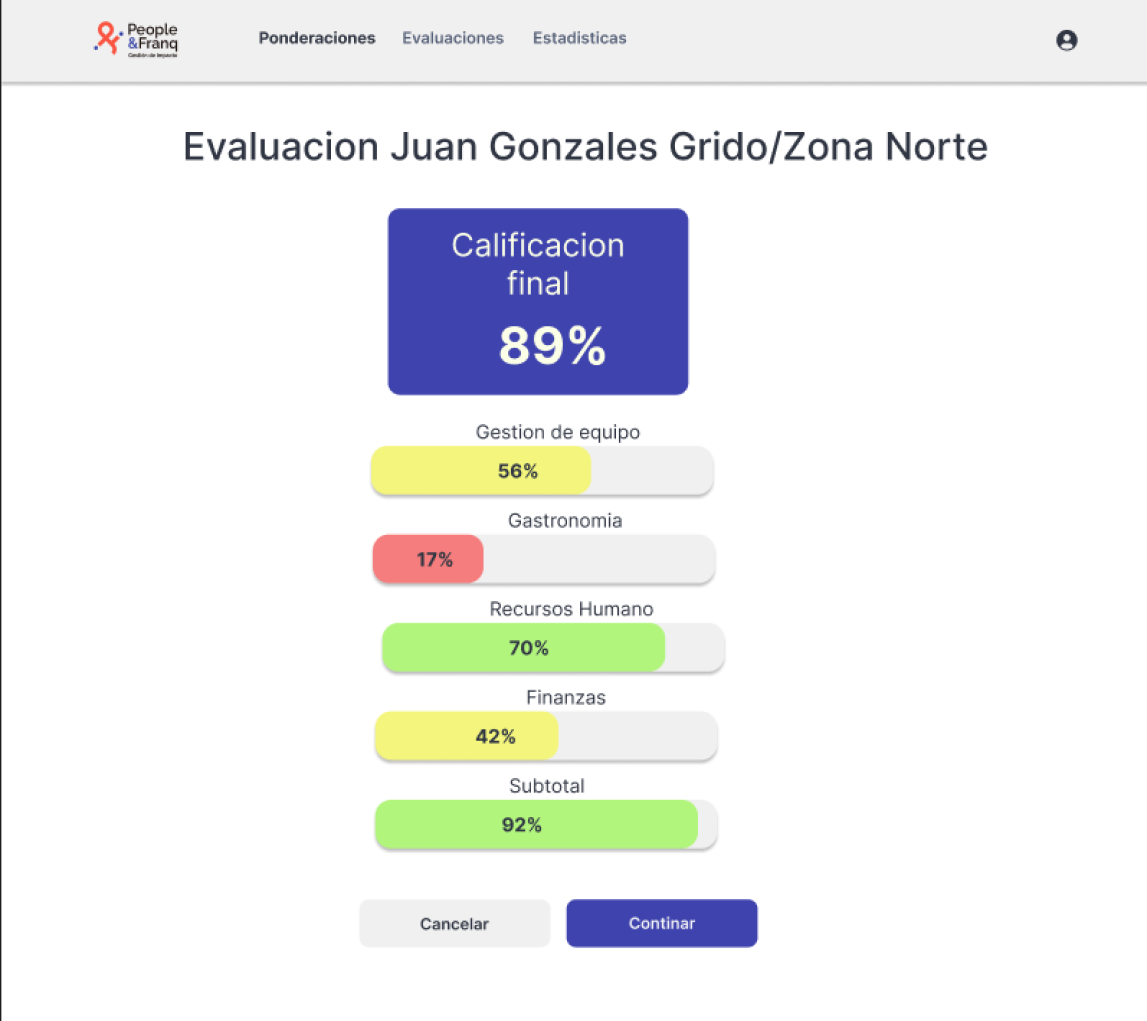 People
&Franq
Gestión de Impacto
Ponderaciones Evaluaciones Estadisticas
Evaluacion Juan Gonzales Grido/Zona Norte
Calificacion
final
89%
Gestion de equipo
56%
Gastronomia
17%
Recursos Humano
70%
Finanzas
42%
Subtotal
92%
Cancelar Continar